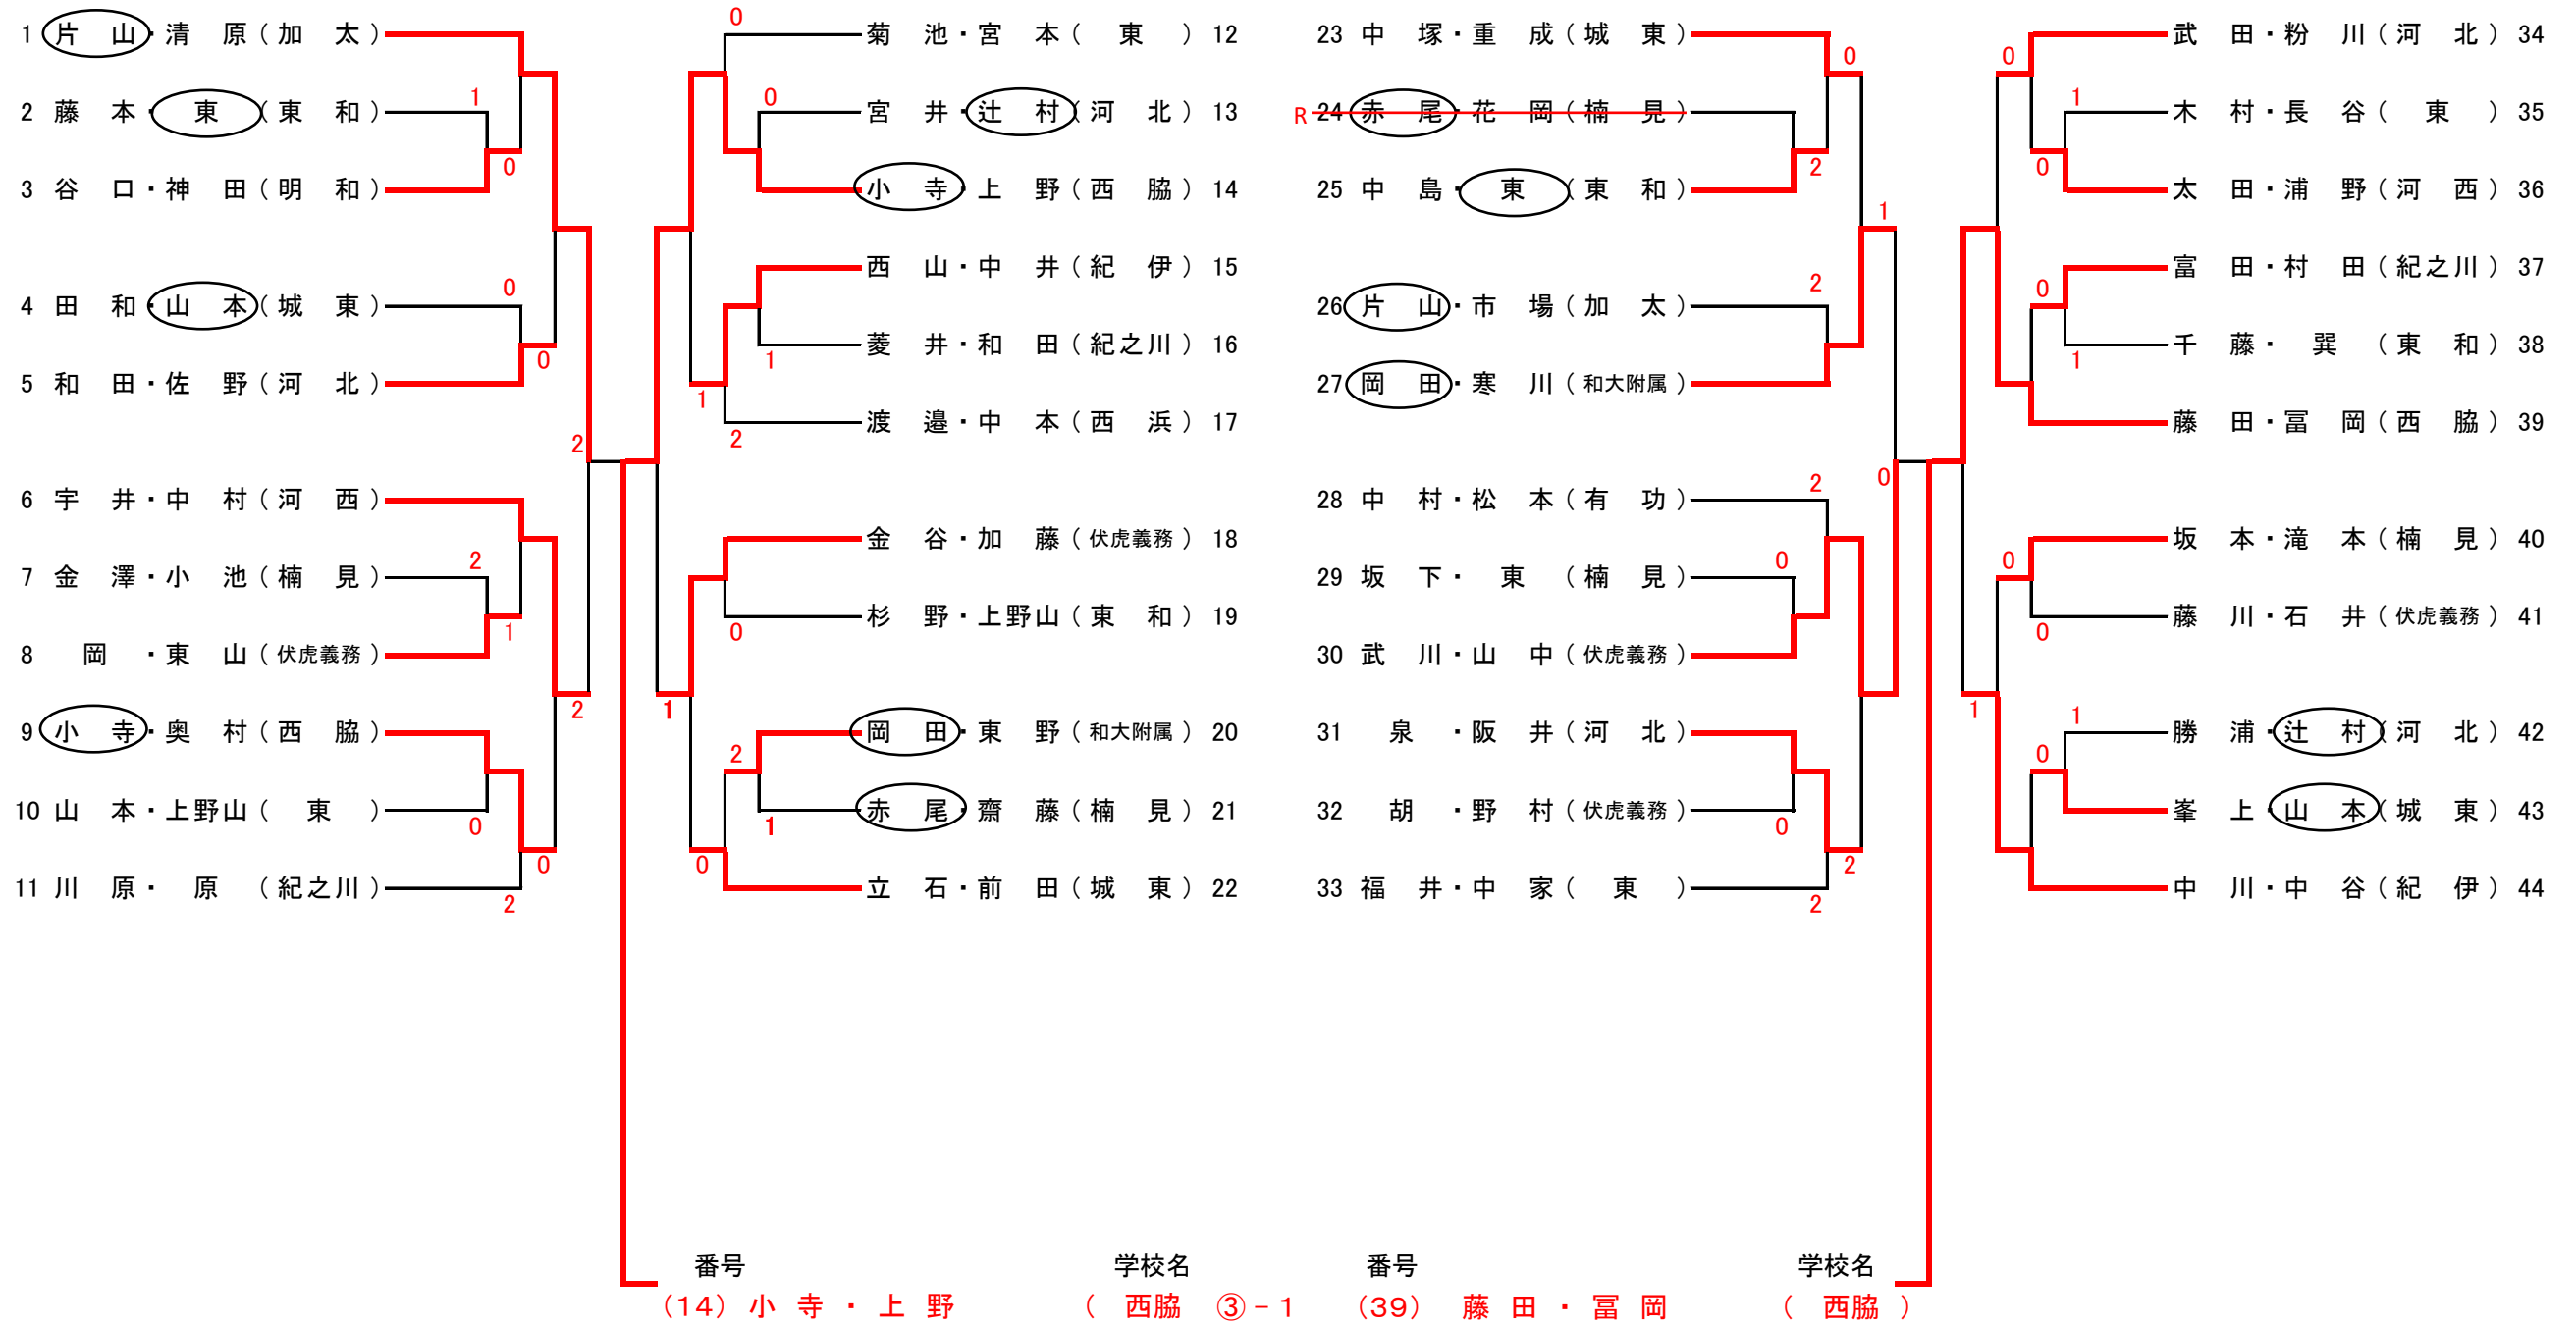 1 片山・清原(加太)
2 藤本・東(東和)
3 谷口・神田(明和)
4 田和・山本(城東)
5 和田・佐野(河北)
6 宇井・中村(河西)
7 金澤・小池(楠見)
8 岡・東山(伏虎義務)
9 小寺・奥村(西脇)
10 山本・上野山(東)
11 川原・原(紀之川)
1
0
0
0
2
2
1
2
0
0
2
菊池・宮本(東) 12
宮井・辻村(河北) 13
小寺・上野(西脇) 14
西山・中井(紀伊) 15
菱井・和田(紀之川) 16
渡邉・中本(西浜) 17
金谷・加藤(伏虎義務) 18
杉野・上野山(東和) 19
岡田・東野(和大附属) 20
赤尾・齋藤(楠見) 21
立石・前田(城東) 22
0
0
1
1
2
0
1
2
1
0
23 中塚・重成(城東)
R 24 赤尾・花岡(楠見)
25 中島・東(東和)
26 片山・市場(加太)
27 岡田・寒川(和大附属)
28 中村・松本(有功)
29 坂下・東(楠見)
30 武川・山中(伏虎義務)
31 泉・阪井(河北)
32 胡・野村(伏虎義務)
33 福井・中家(東)
0
2
1
2
0
2
0
0
2
2
武田・粉川(河北) 34
木村・長谷(東) 35
太田・浦野(河西) 36
富田・村田(紀之川) 37
千藤・巽(東和) 38
藤田・冨岡(西脇) 39
坂本・滝本(楠見) 40
藤川・石井(伏虎義務) 41
勝浦・辻村(河北) 42
峯上・山本(城東) 43
中川・中谷(紀伊) 44
0
1
0
0
1
0
0
1
1
0
番号 学校名 番号 学校名
(14) 小寺・上野 (西脇 ③-1 (39) 藤田・冨岡 (西脇)